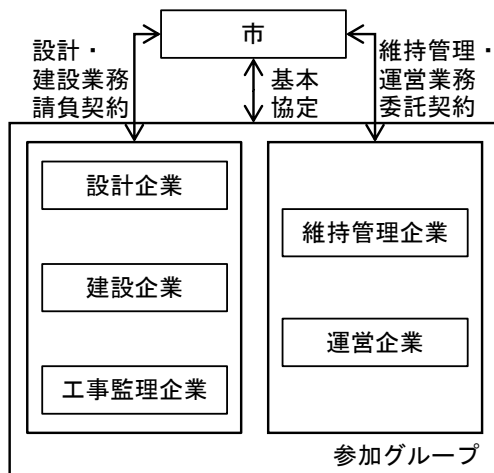 市
設計・
建設業務
請負契約
基本
協定
維持管理・
運営業務
委託契約
設計企業
建設企業
工事監理企業
維持管理企業
運営企業
参加グループ